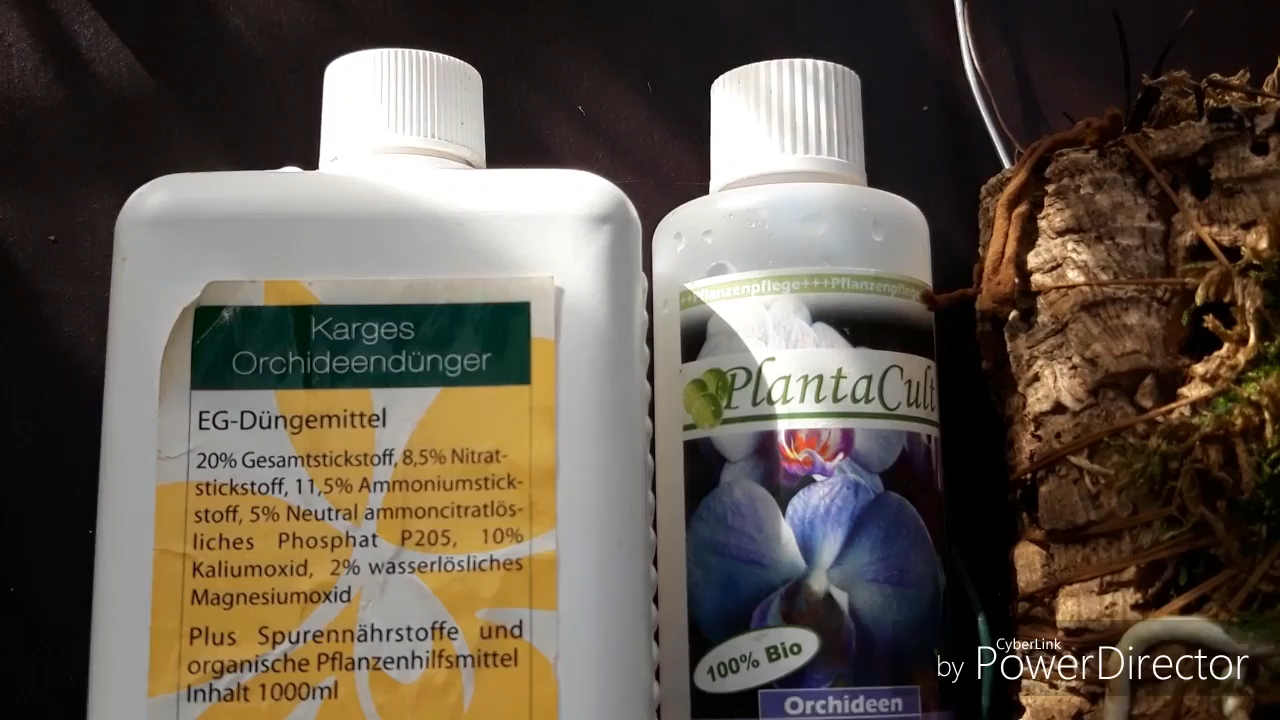 Karges
Orchideendünger
EG-Düngemittel
20% Gesamtstickstoff, 8,5% Nitrat-
stickstoff, 11,5% Ammoniumstick-
stoff, 5% Neutral ammoncitratlös-
liches Phosphat P205, 10%
Kaliumoxid, 2% wasserlösliches
Magnesiumoxid
Plus Spurennährstoffe und
organische Pflanzenhilfsmittel
Inhalt 1000ml
++Pflanzenpflege+++Pflanzenpflege
PlantaCult
100% Bio
Orchideen
CyberLink
by PowerDirector